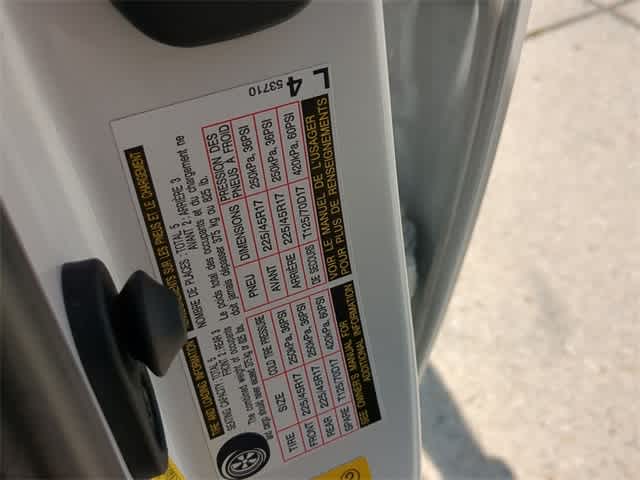 TIRE AND LOADING INFORMATION
SEATING CAPACITY : TOTAL 5 FRONT 2 : REAR 3
The combined weight of occupants
and cargo should never exceed 375 kg or 825 lb.
TIRE SIZE COLD TIRE PRESSURE
FRONT 225/45R17 250kPa, 36PSI
REAR 225/45R17 250kPa, 36PSI
SPARE T125/70D17 420kPa, 60PSI
SEE OWNER'S MANUAL FOR
ADDITIONAL INFORMATION
SUR LES PNEUS ET LE CHARGEMENT
NOMBRE DE PLACES : TOTAL 5
AVANT 2 : ARRIÈRE 3
Le poids total des occupants et du chargement ne
doit jamais dépasser 375 kg ou 825 lb.
PNEU DIMENSIONS PRESSION DES
PNEUS À FROID
AVANT 225/45R17 250kPa, 36PSI
ARRIÈRE 225/45R17 250kPa, 36PSI
DE SECOURS T125/70D17 420kPa, 60PSI
VOIR LE MANUEL DE L'USAGER
POUR PLUS DE RENSEIGNEMENTS
L 4 53710